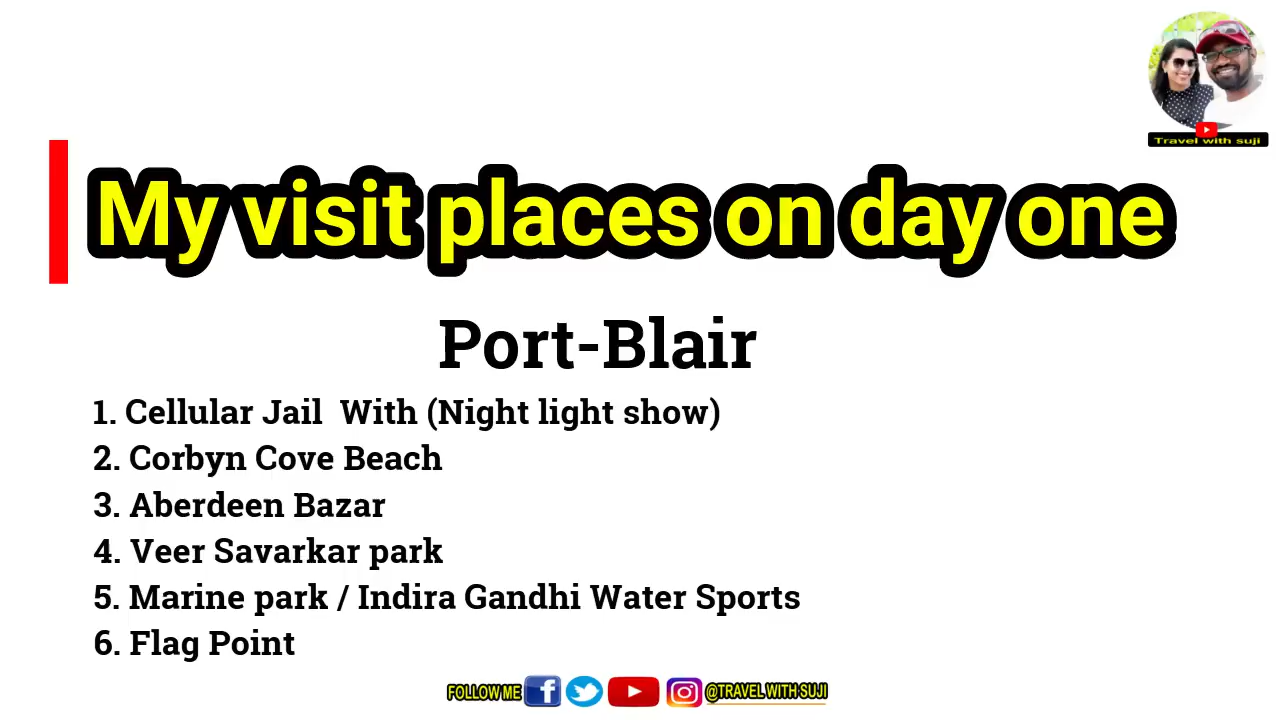 Travel with suji
My visit places on day one
Port-Blair
1. Cellular Jail With (Night light show)
2. Corbyn Cove Beach
3. Aberdeen Bazar
4. Veer Savarkar park
5. Marine park / Indira Gandhi Water Sports
6. Flag Point
FOLLOW ME f @TRAVEL WITH SUJI